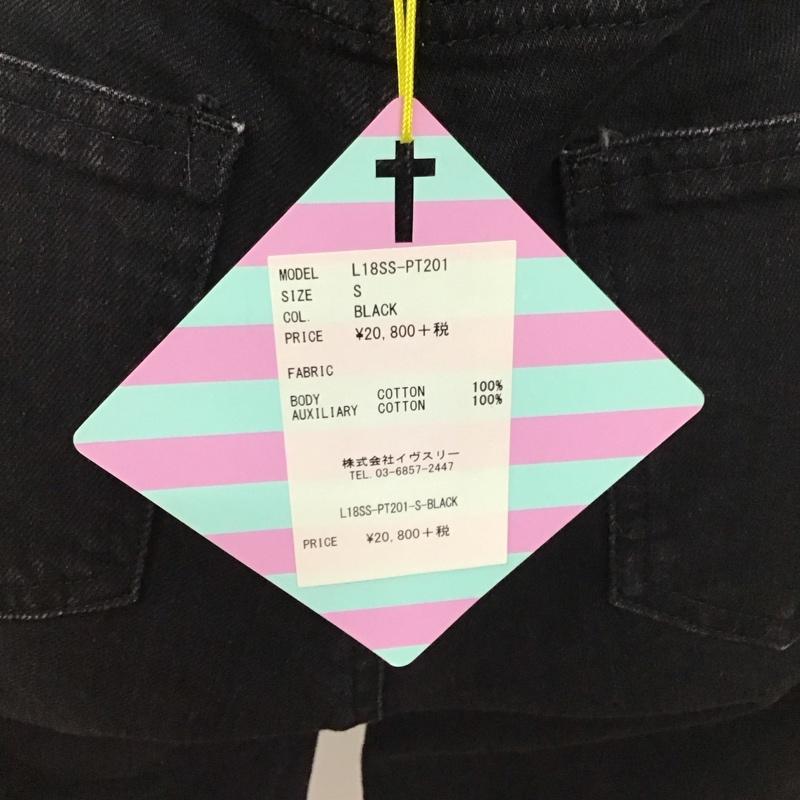 MODEL L18SS-PT201
SIZE S
COL. BLACK
PRICE ¥20,800+税
FABRIC
BODY COTTON 100%
AUXILIARY COTTON 100%
株式会社イヴスリー
TEL.03-6857-2447
L18SS-PT201-S-BLACK
PRICE ¥20,800+税